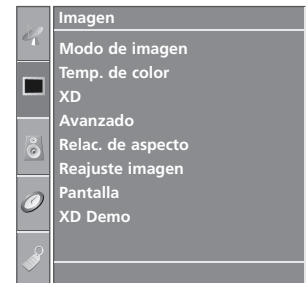 Imagen
Modo de imagen
Temp. de color
XD
Avanzado
Relac. de aspecto
Reajuste imagen
Pantalla
XD Demo